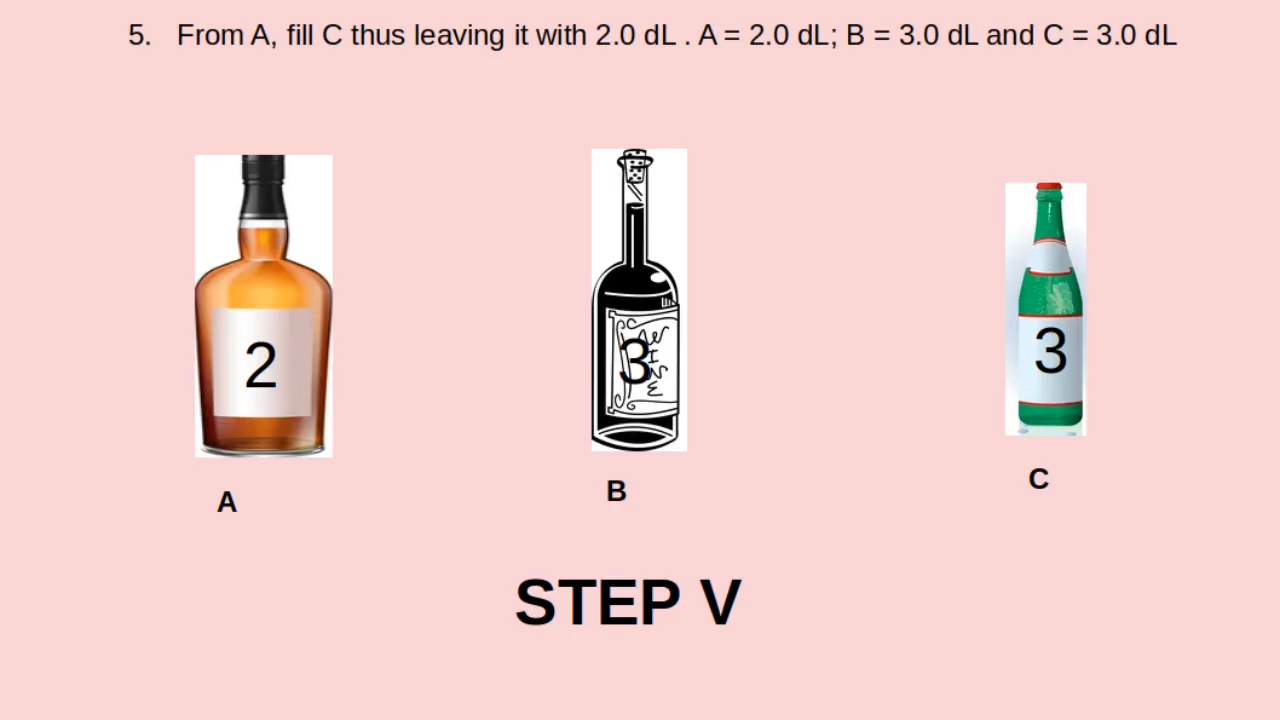 5. From A, fill C thus leaving it with 2.0 dL . A = 2.0 dL; B = 3.0 dL and C = 3.0 dL
2
3
WINE
3
A
B
C
STEP V